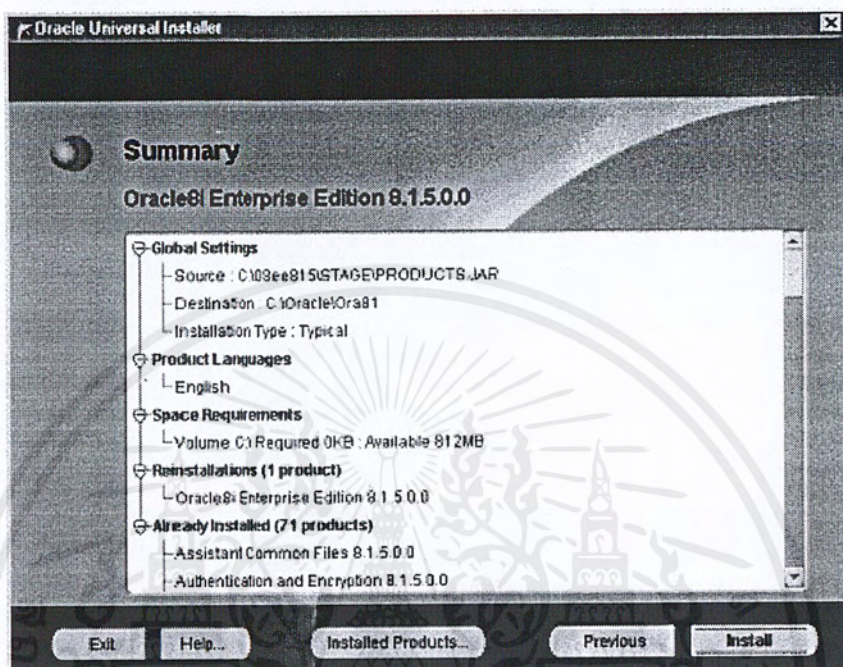 Oracle Universal Installer
Summary
Oracle8i Enterprise Edition 8.1.5.0.0
Global Settings
Source : C:\O8ee815\STAGE\PRODUCTS.JAR
Destination : C:\Oracle\Ora81
Installation Type : Typical
Product Languages
English
Space Requirements
Volume C:\ Required 0KB : Available 812MB
Reinstallations (1 product)
Oracle8i Enterprise Edition 8.1.5.0.0
Already Installed (71 products)
Assistant Common Files 8.1.5.0.0
Authentication and Encryption 8.1.5.0.0
Exit Help... Installed Products... Previous Install